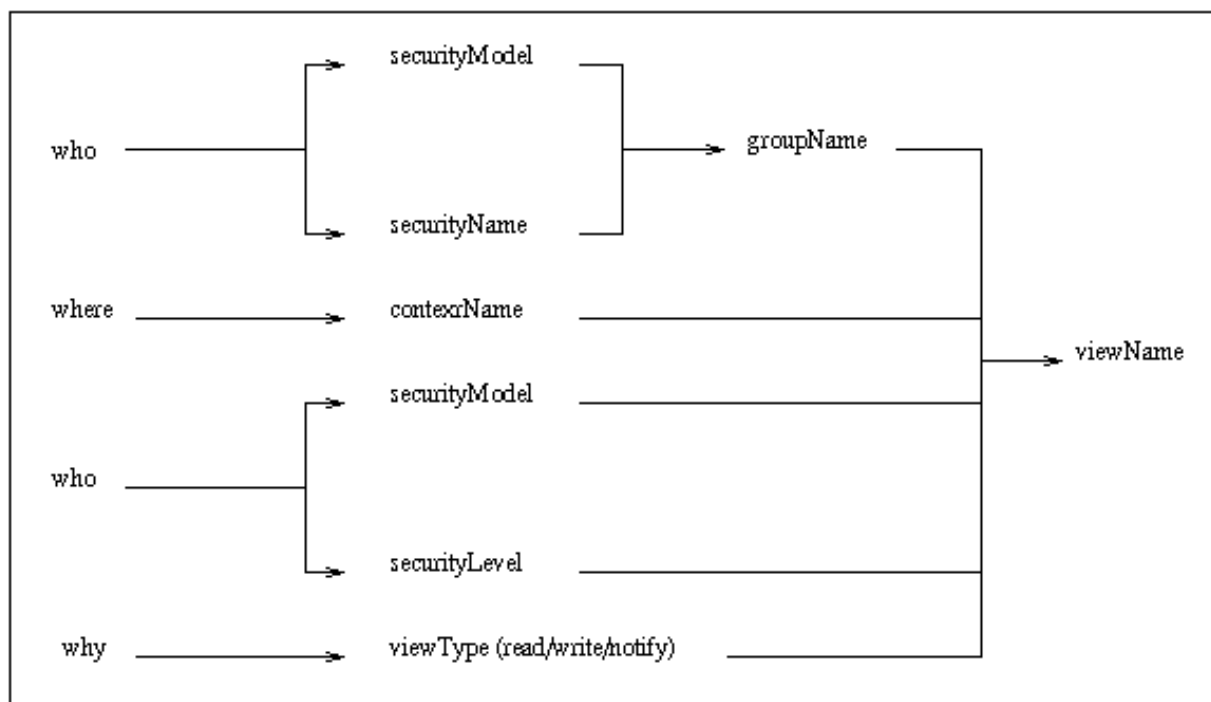 securityModel
who
groupName
securityName
where
contexrName
viewName
securityModel
who
securityLevel
why
viewType (read/write/notify)